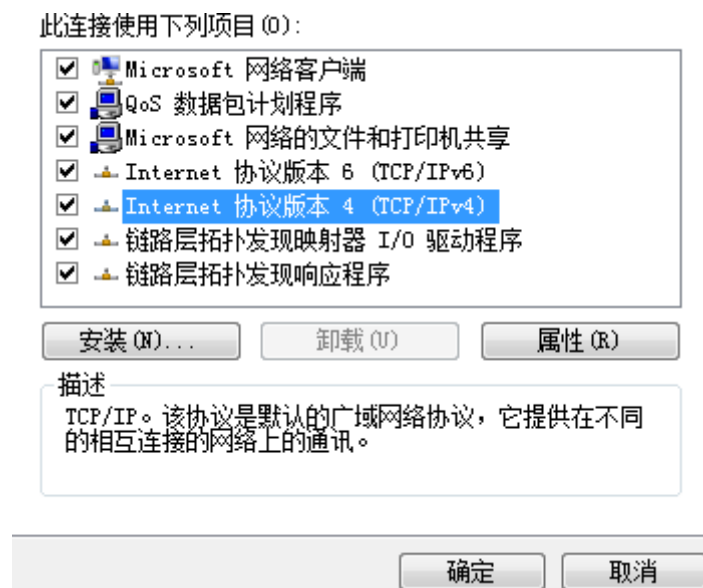 此连接使用下列项目(O):
Microsoft 网络客户端
QoS 数据包计划程序
Microsoft 网络的文件和打印机共享
Internet 协议版本 6 (TCP/IPv6)
Internet 协议版本 4 (TCP/IPv4)
链路层拓扑发现映射器 I/O 驱动程序
链路层拓扑发现响应程序
安装(N)... 卸载(U) 属性(R)
描述
TCP/IP。该协议是默认的广域网络协议，它提供在不同
的相互连接的网络上的通讯。
确定 取消